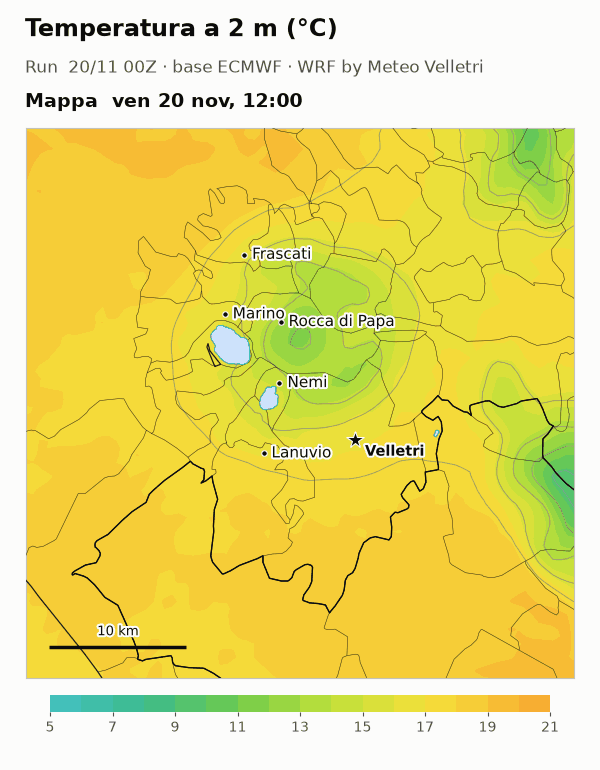 Temperatura a 2 m (°C)
Run  20/11 00Z · base ECMWF · WRF by Meteo Velletri
Mappa  ven 20 nov, 12:00
Frascati
Marino
Rocca di Papa
Nemi
Velletri
Lanuvio
10 km
5 7 9 11 13 15 17 19 21